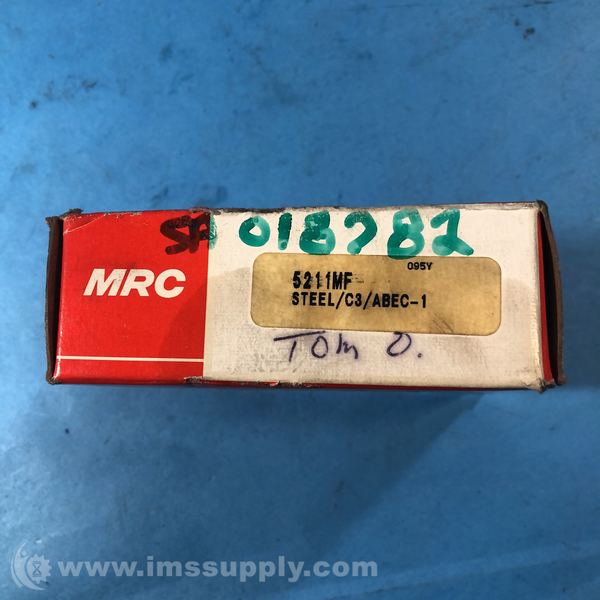 SA 018782
MRC
095Y
5211MF
STEEL/C3/ABEC-1
Tom O.
© www.imssupply.com